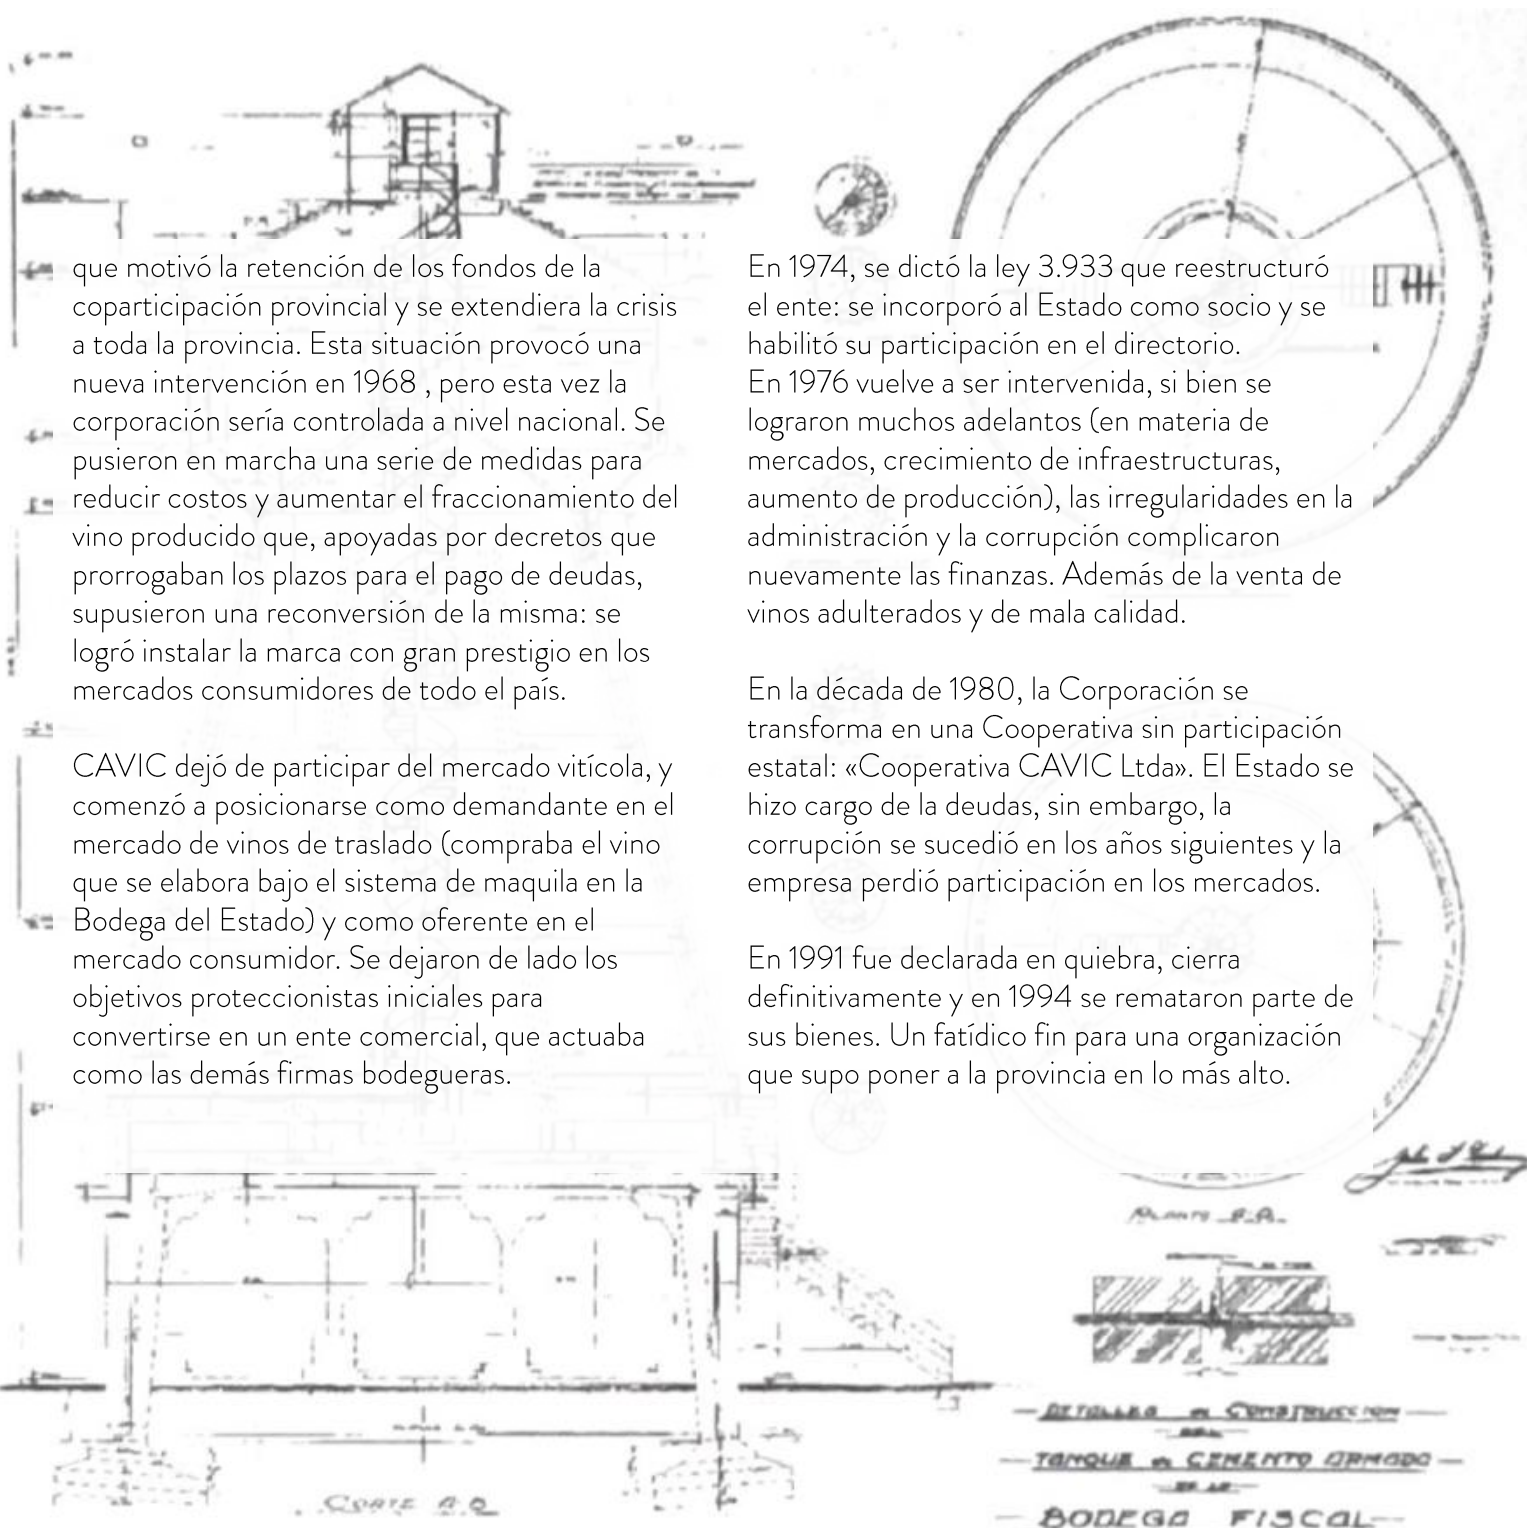 que motivó la retención de los fondos de la
coparticipación provincial y se extendiera la crisis
a toda la provincia. Esta situación provocó una
nueva intervención en 1968 , pero esta vez la
corporación sería controlada a nivel nacional. Se
pusieron en marcha una serie de medidas para
reducir costos y aumentar el fraccionamiento del
vino producido que, apoyadas por decretos que
prorrogaban los plazos para el pago de deudas,
supusieron una reconversión de la misma: se
logró instalar la marca con gran prestigio en los
mercados consumidores de todo el país.
CAVIC dejó de participar del mercado vitícola, y
comenzó a posicionarse como demandante en el
mercado de vinos de traslado (compraba el vino
que se elabora bajo el sistema de maquila en la
Bodega del Estado) y como oferente en el
mercado consumidor. Se dejaron de lado los
objetivos proteccionistas iniciales para
convertirse en un ente comercial, que actuaba
como las demás firmas bodegueras.
En 1974, se dictó la ley 3.933 que reestructuró
el ente: se incorporó al Estado como socio y se
habilitó su participación en el directorio.
En 1976 vuelve a ser intervenida, si bien se
lograron muchos adelantos (en materia de
mercados, crecimiento de infraestructuras,
aumento de producción), las irregularidades en la
administración y la corrupción complicaron
nuevamente las finanzas. Además de la venta de
vinos adulterados y de mala calidad.
En la década de 1980, la Corporación se
transforma en una Cooperativa sin participación
estatal: «Cooperativa CAVIC Ltda». El Estado se
hizo cargo de la deudas, sin embargo, la
corrupción se sucedió en los años siguientes y la
empresa perdió participación en los mercados.
En 1991 fue declarada en quiebra, cierra
definitivamente y en 1994 se remataron parte de
sus bienes. Un fatídico fin para una organización
que supo poner a la provincia en lo más alto.
PLANTA
DETALLES DE CONSTRUCCION
DEL
TANQUE DE CEMENTO ARMADO
DE LA
BODEGA FISCAL
CORTE